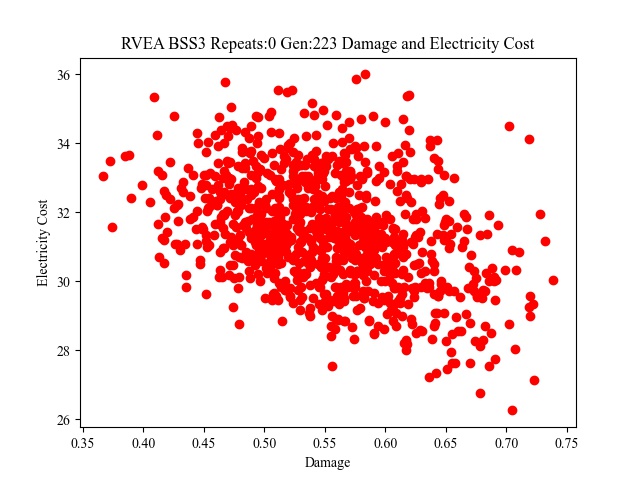 RVEA BSS3 Repeats:0 Gen:223 Damage and Electricity Cost
36
34
32
30
28
26
Electricity Cost
0.35 0.40 0.45 0.50 0.55 0.60 0.65 0.70 0.75
Damage